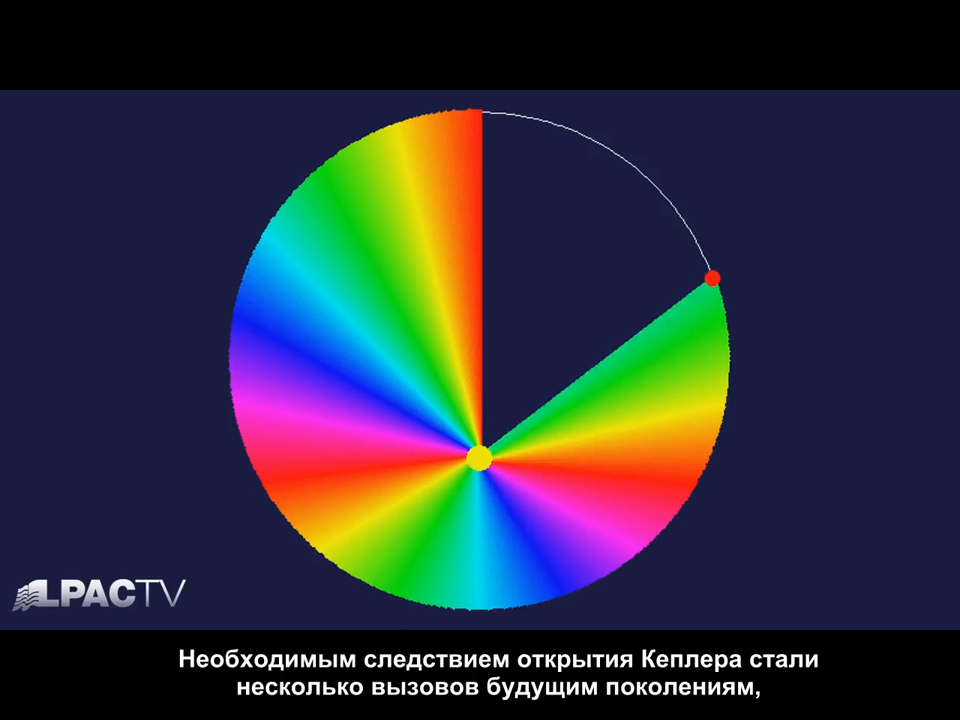 LPACTV
Необходимым следствием открытия Кеплера стали
несколько вызовов будущим поколениям,